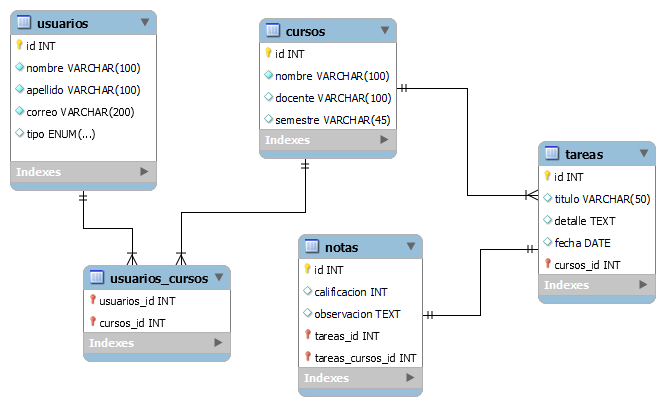 usuarios
id INT
nombre VARCHAR(100)
apellido VARCHAR(100)
correo VARCHAR(200)
tipo ENUM(...)
Indexes
cursos
id INT
nombre VARCHAR(100)
docente VARCHAR(100)
semestre VARCHAR(45)
Indexes
tareas
id INT
titulo VARCHAR(50)
detalle TEXT
fecha DATE
cursos_id INT
Indexes
usuarios_cursos
usuarios_id INT
cursos_id INT
Indexes
notas
id INT
calificacion INT
observacion TEXT
tareas_id INT
tareas_cursos_id INT
Indexes